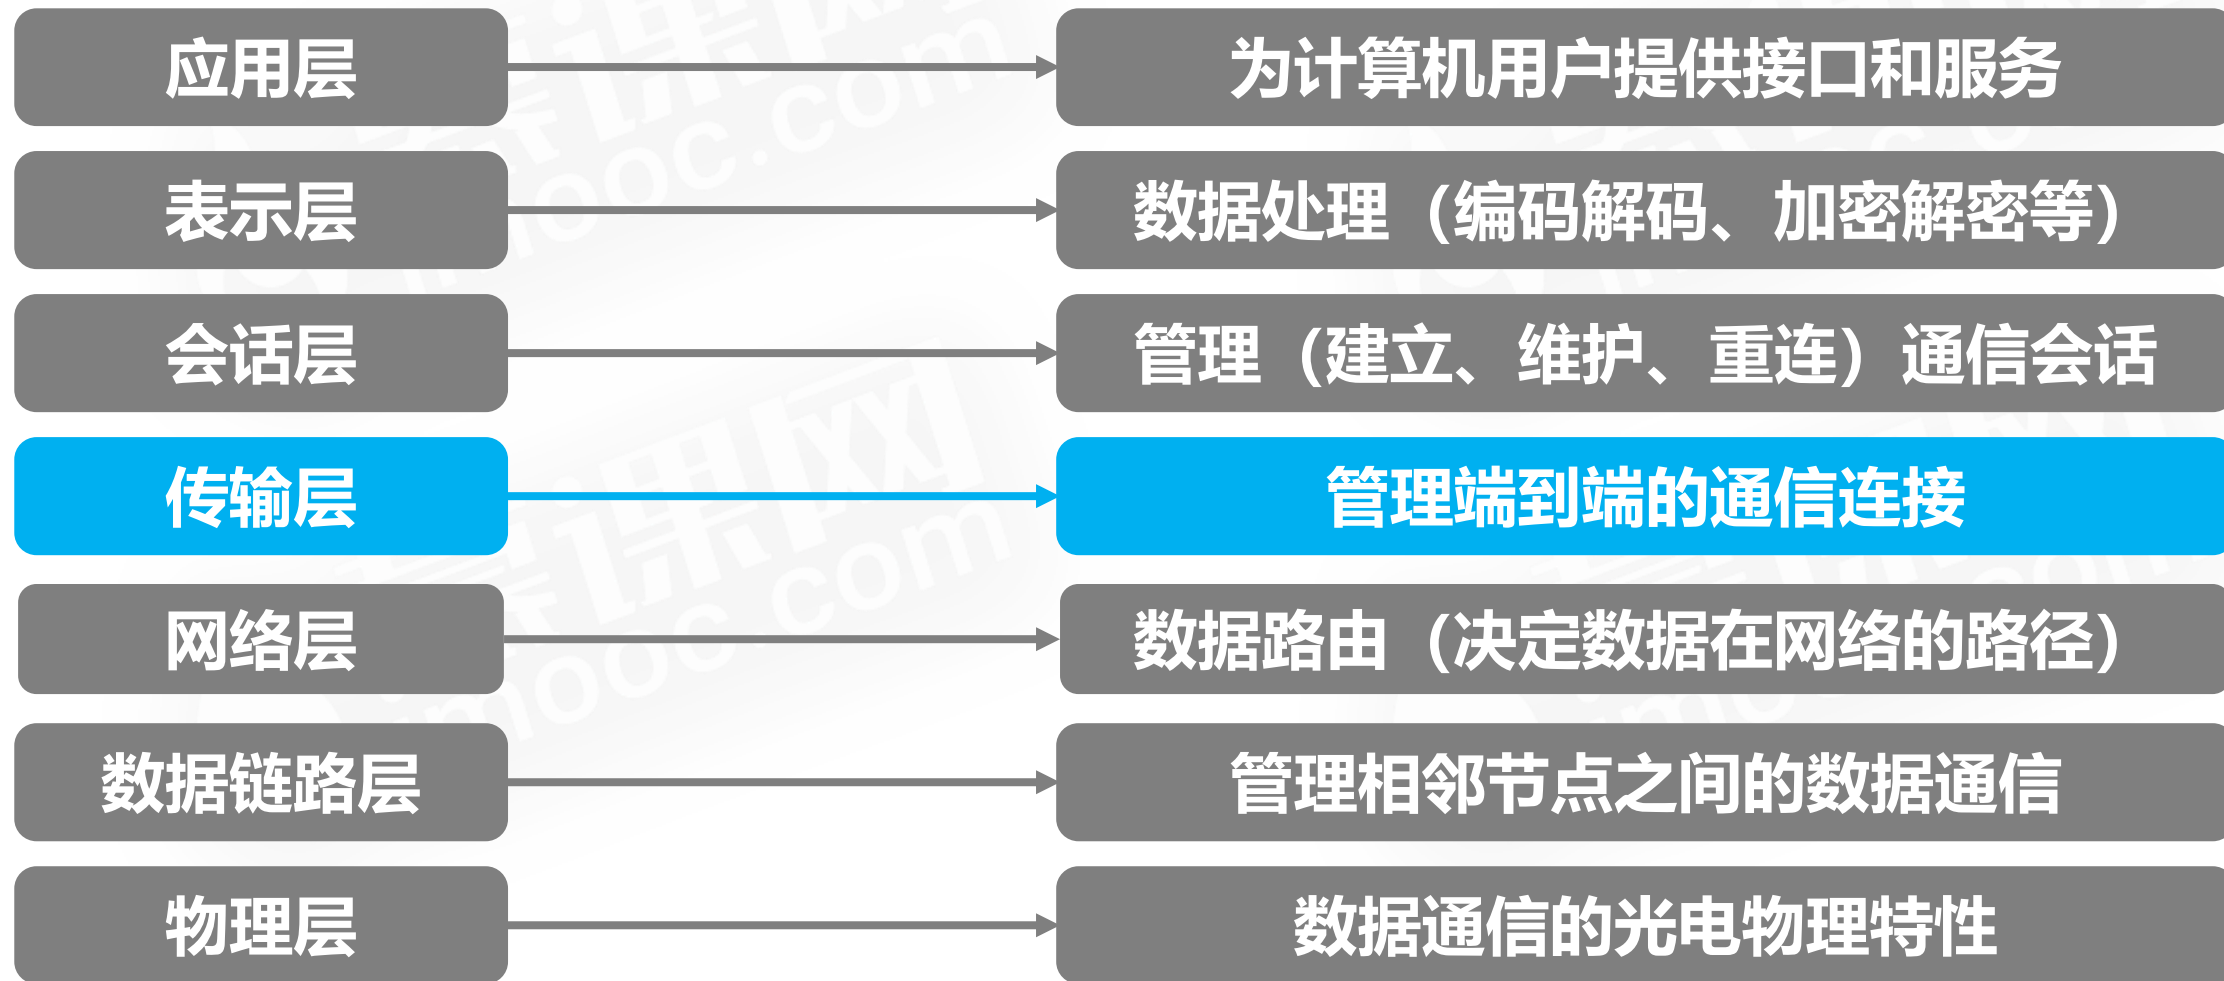 应用层
为计算机用户提供接口和服务
表示层
数据处理（编码解码、加密解密等）
会话层
管理（建立、维护、重连）通信会话
传输层
管理端到端的通信连接
网络层
数据路由（决定数据在网络的路径）
数据链路层
管理相邻节点之间的数据通信
物理层
数据通信的光电物理特性
慕课网
imooc.com